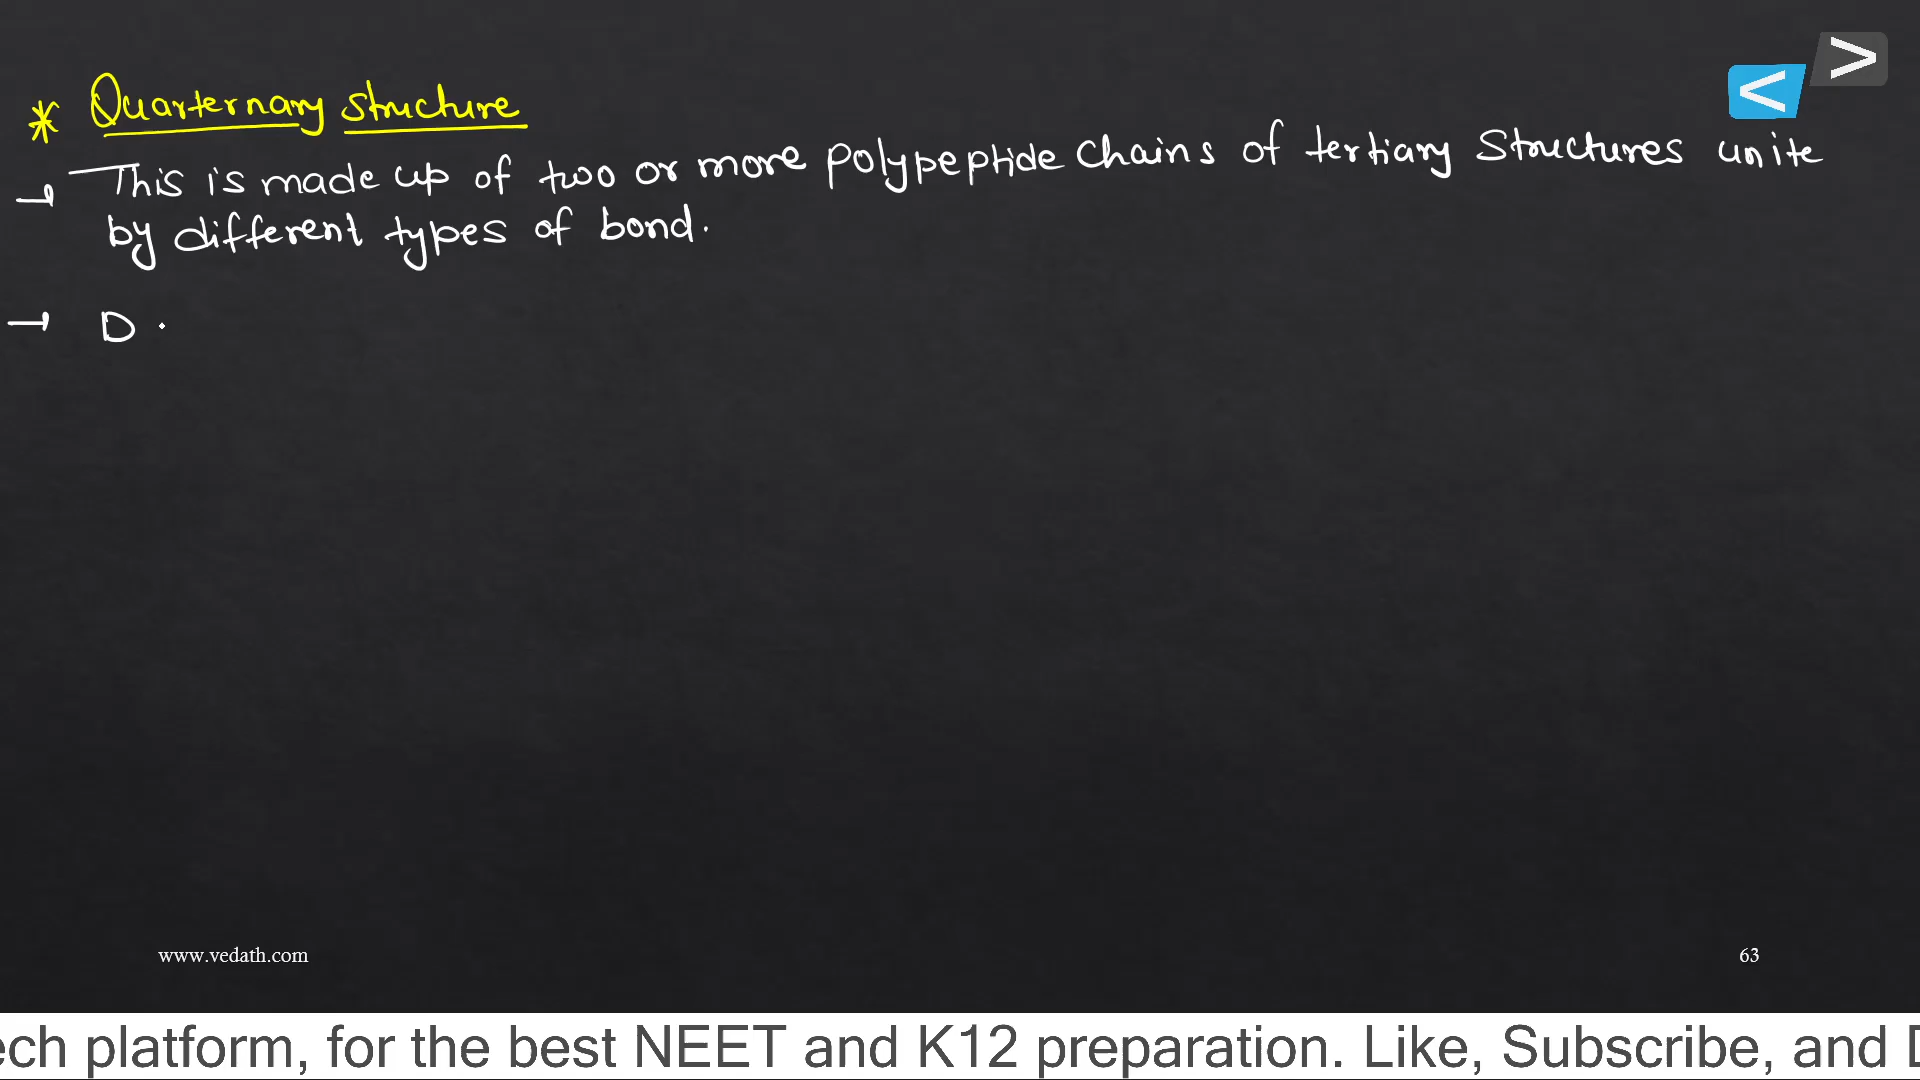 * Quarternary structure
→ This is made up of two or more polypeptide chains of tertiary structures unite
by different types of bond.
→ D
www.vedath.com
63
ech platform, for the best NEET and K12 preparation. Like, Subscribe, and D